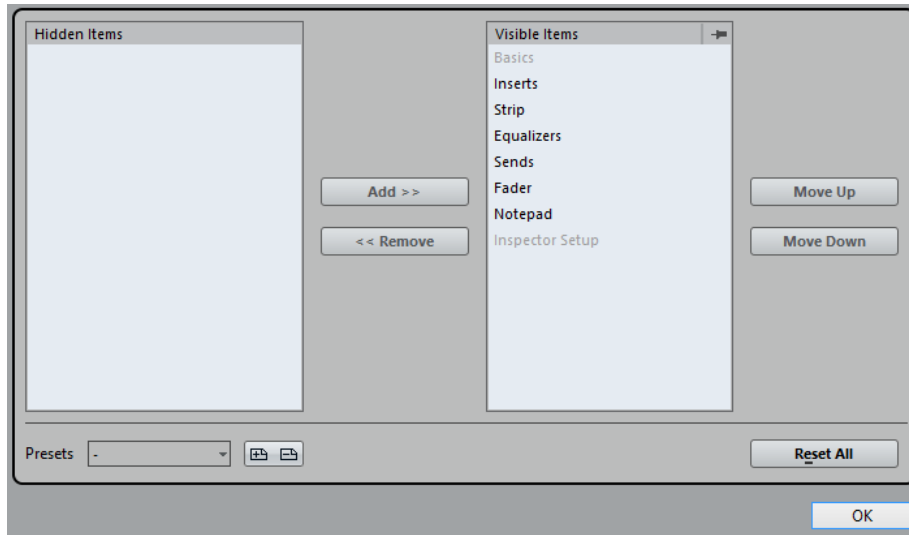 Hidden Items
Visible Items
Basics
Inserts
Strip
Equalizers
Sends
Fader
Notepad
Inspector Setup
Add >>
<< Remove
Move Up
Move Down
Presets -
Reset All
OK